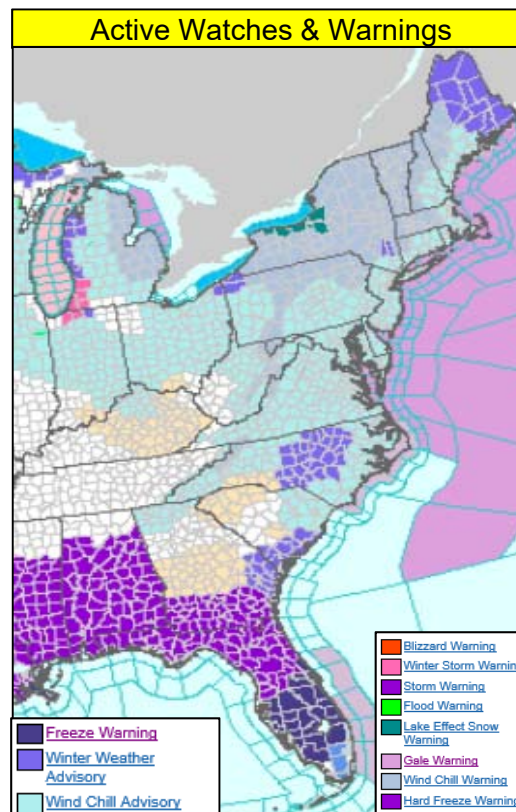 Active Watches & Warnings
Freeze Warning
Winter Weather
Advisory
Wind Chill Advisory
Blizzard Warning
Winter Storm Warnin
Storm Warning
Flood Warning
Lake Effect Snow
Warning
Gale Warning
Wind Chill Warning
Hard Freeze Warning